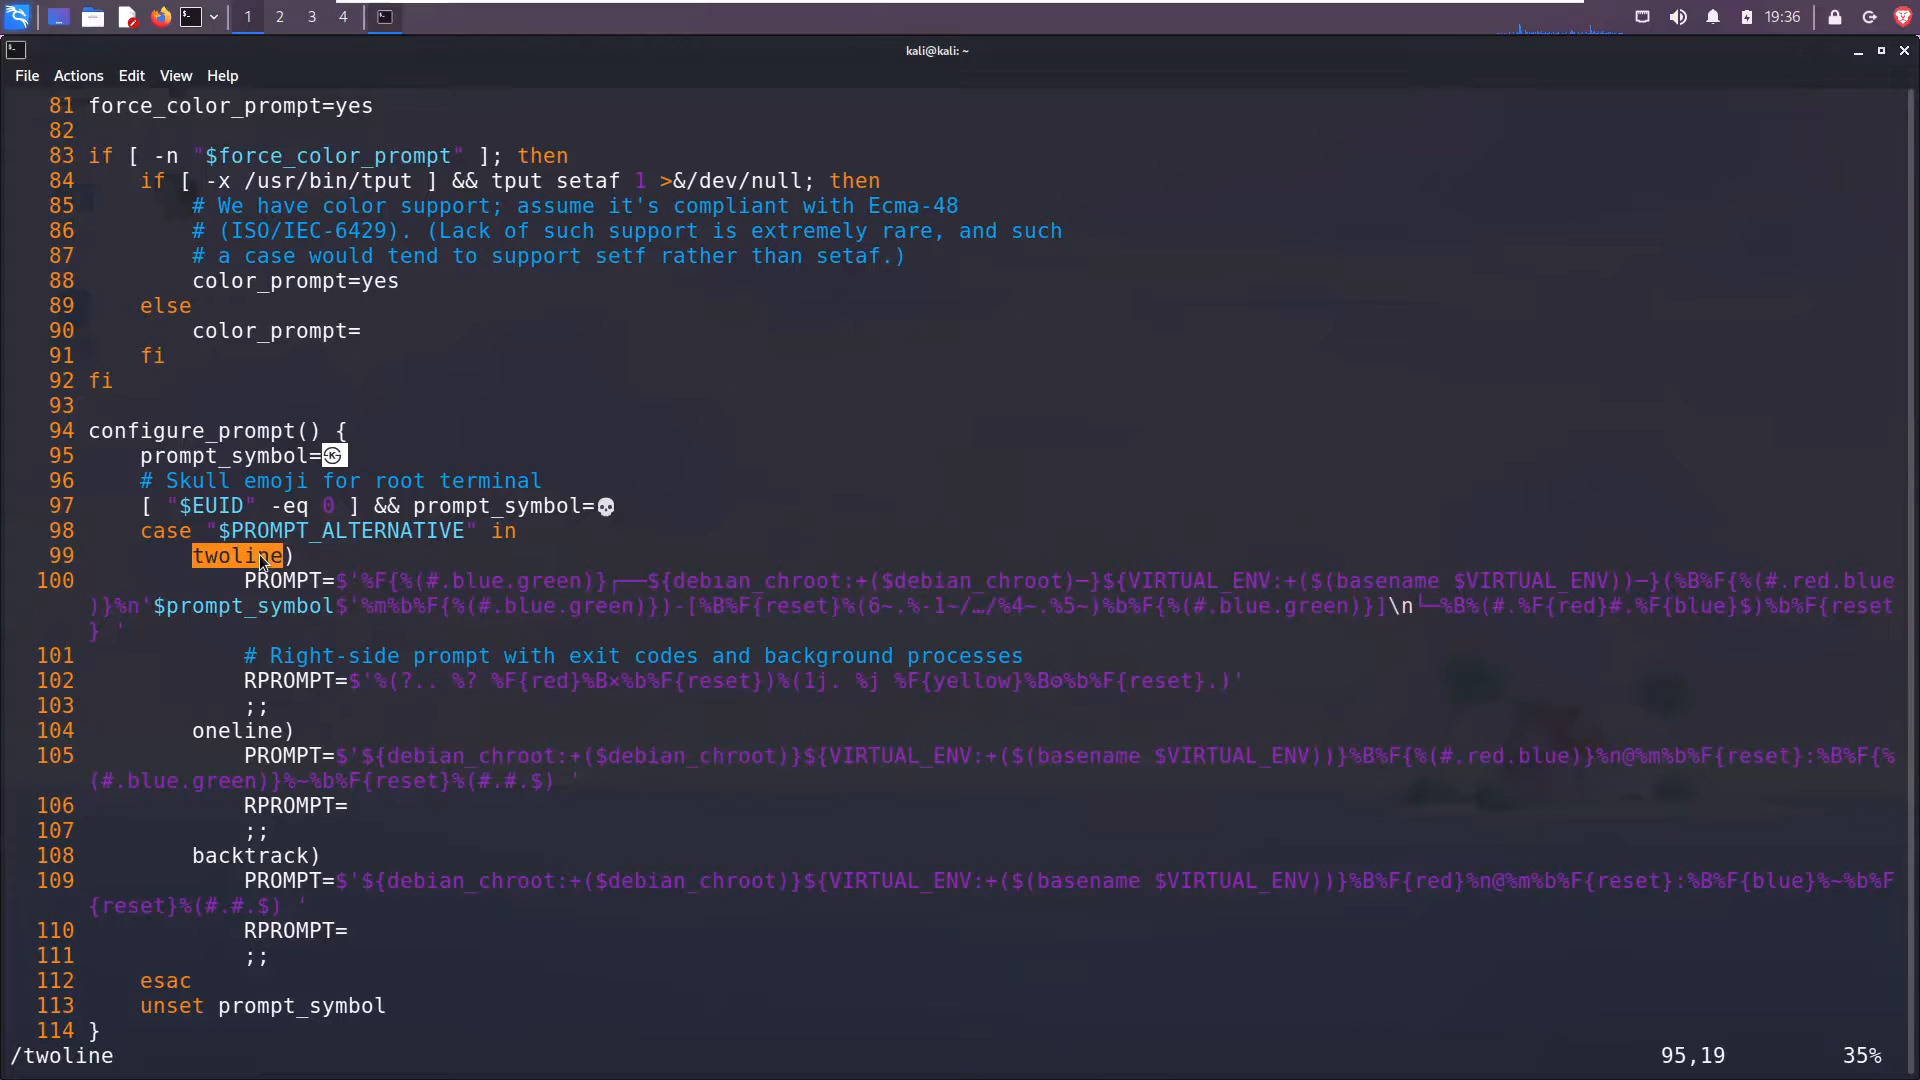 1 2 3 4 19:36
kali@kali: ~
File Actions Edit View Help
81 force_color_prompt=yes
82
83 if [ -n "$force_color_prompt" ]; then
84     if [ -x /usr/bin/tput ] && tput setaf 1 >&/dev/null; then
85         # We have color support; assume it's compliant with Ecma-48
86         # (ISO/IEC-6429). (Lack of such support is extremely rare, and such
87         # a case would tend to support setf rather than setaf.)
88         color_prompt=yes
89     else
90         color_prompt=
91     fi
92 fi
93
94 configure_prompt() {
95     prompt_symbol=㉿
96     # Skull emoji for root terminal
97     [ "$EUID" -eq 0 ] && prompt_symbol=💀
98     case "$PROMPT_ALTERNATIVE" in
99         twoline)
100             PROMPT=$'%F{%(#.blue.green)}┌──${debian_chroot:+($debian_chroot)─}${VIRTUAL_ENV:+($(basename $VIRTUAL_ENV))─}(%B%F{%(#.red.blue
)}%n'$prompt_symbol$'%m%b%F{%(#.blue.green)})-[%B%F{reset}%(6~.%-1~/…/%4~.%5~)%b%F{%(#.blue.green)}]\n└─%B%(#.%F{red}#.%F{blue}$)%b%F{reset
} '
101             # Right-side prompt with exit codes and background processes
102             RPROMPT=$'%(?.. %? %F{red}%B⨯%b%F{reset})%(1j. %j %F{yellow}%B⚙%b%F{reset}.)'
103             ;;
104         oneline)
105             PROMPT=$'${debian_chroot:+($debian_chroot)}${VIRTUAL_ENV:+($(basename $VIRTUAL_ENV))}%B%F{%(#.red.blue)}%n@%m%b%F{reset}:%B%F{%
(#.blue.green)}%~%b%F{reset}%(#.#.$) '
106             RPROMPT=
107             ;;
108         backtrack)
109             PROMPT=$'${debian_chroot:+($debian_chroot)}${VIRTUAL_ENV:+($(basename $VIRTUAL_ENV))}%B%F{red}%n@%m%b%F{reset}:%B%F{blue}%~%b%F
{reset}%(#.#.$) '
110             RPROMPT=
111             ;;
112     esac
113     unset prompt_symbol
114 }
/twoline 95,19 35%